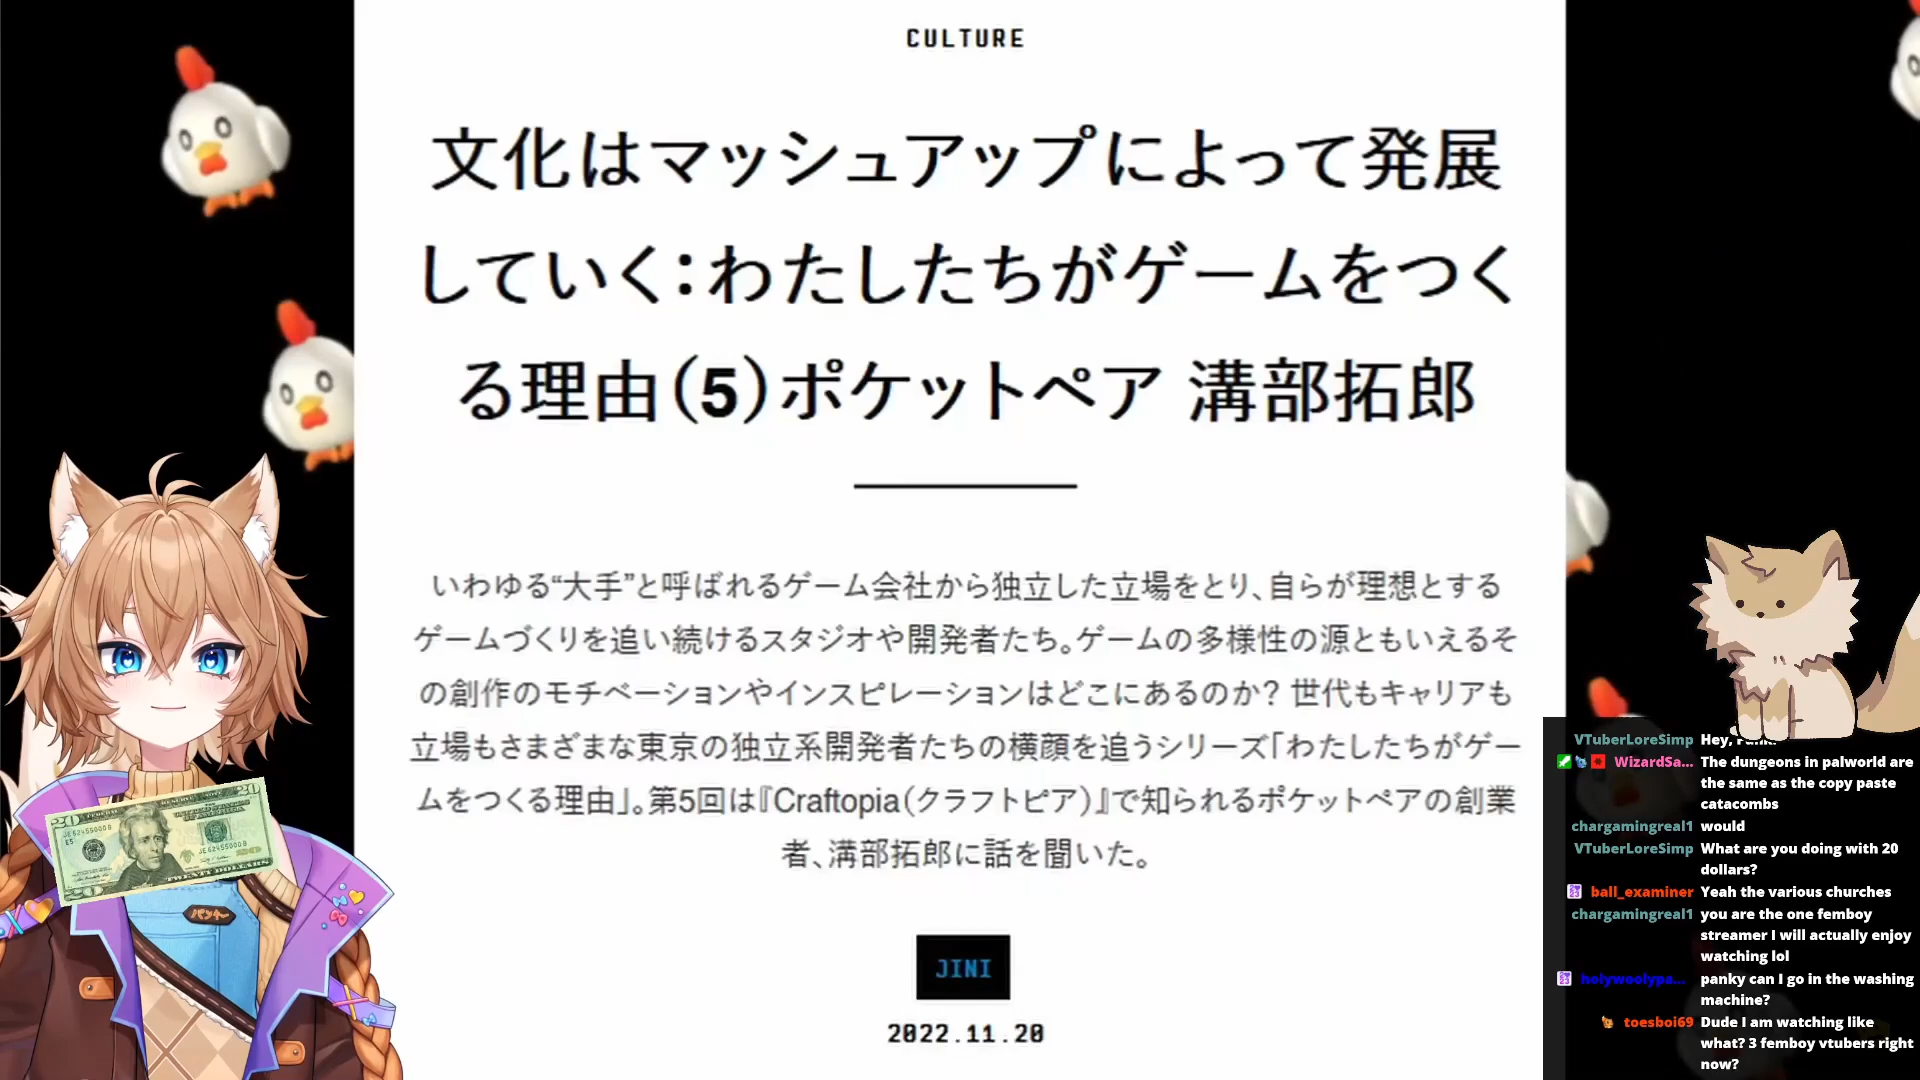 CULTURE
文化はマッシュアップによって発展
していく：わたしたちがゲームをつく
る理由（5）ポケットペア 溝部拓郎
いわゆる“大手”と呼ばれるゲーム会社から独立した立場をとり、自らが理想とする
ゲームづくりを追い続けるスタジオや開発者たち。ゲームの多様性の源ともいえるそ
の創作のモチベーションやインスピレーションはどこにあるのか？ 世代もキャリアも
立場もさまざまな東京の独立系開発者たちの横顔を追うシリーズ「わたしたちがゲー
ムをつくる理由」。第5回は『Craftopia（クラフトピア）』で知られるポケットペアの創業
者、溝部拓郎に話を聞いた。
JINI
2022.11.20
パンキー
20
TWENTY DOLLARS
VTuberLoreSimp Hey,
WizardSa... The dungeons in palworld are
the same as the copy paste
catacombs
chargamingreal1 would
VTuberLoreSimp What are you doing with 20
dollars?
ball_examiner Yeah the various churches
chargamingreal1 you are the one femboy
streamer I will actually enjoy
watching lol
holywoolypa... panky can I go in the washing
machine?
toesboi69 Dude I am watching like
what? 3 femboy vtubers right
now?